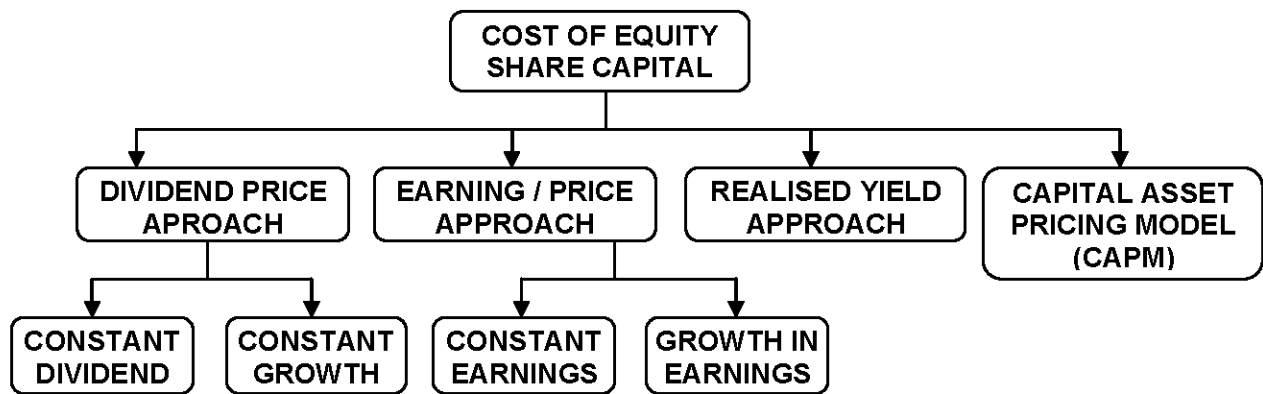 COST OF EQUITY
SHARE CAPITAL
DIVIDEND PRICE
APROACH
EARNING / PRICE
APPROACH
REALISED YIELD
APPROACH
CAPITAL ASSET
PRICING MODEL
(CAPM)
CONSTANT
DIVIDEND
CONSTANT
GROWTH
CONSTANT
EARNINGS
GROWTH IN
EARNINGS